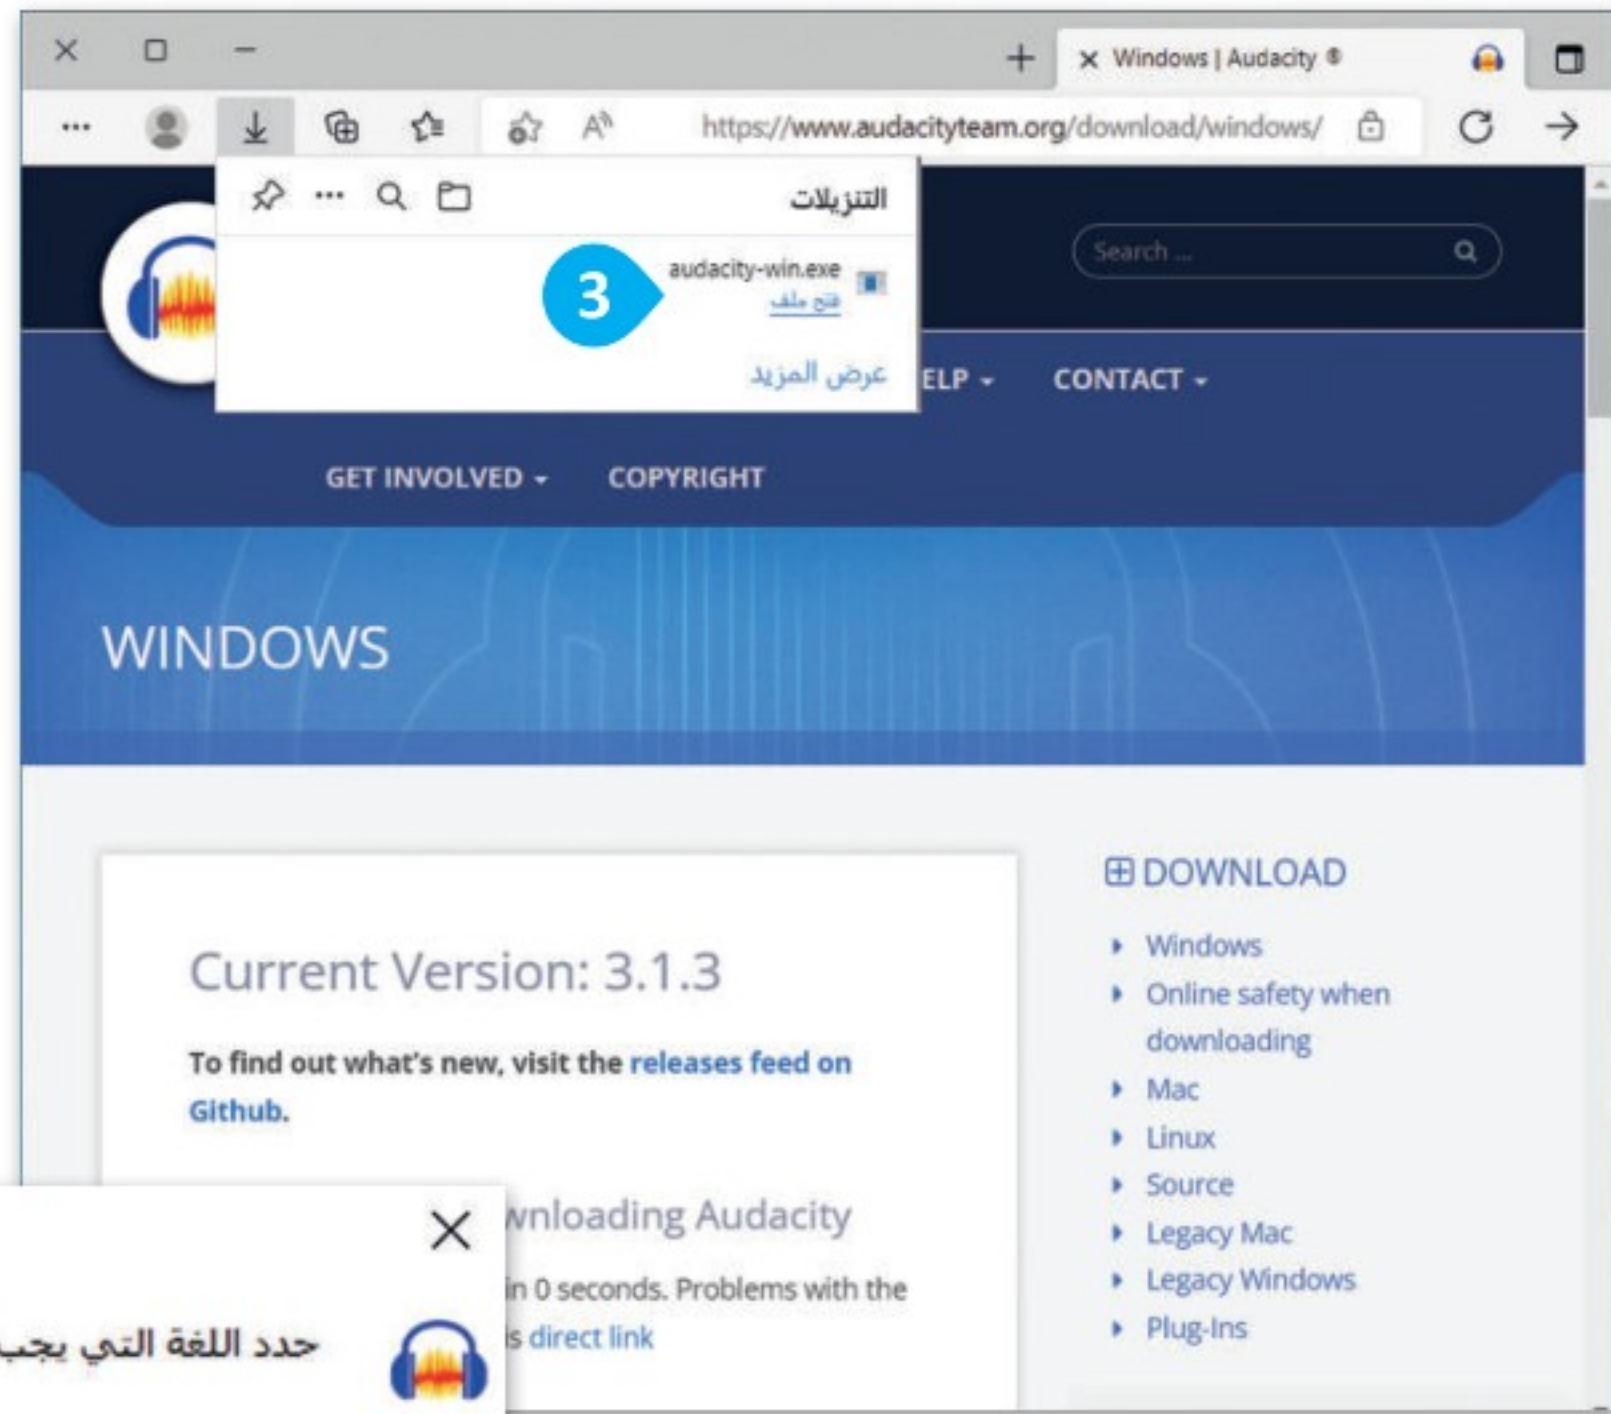 Windows | Audacity ®
https://www.audacityteam.org/download/windows/
التنزيلات
audacity-win.exe
فتح ملف
3
عرض المزيد
Search ...
ELP
CONTACT
GET INVOLVED
COPYRIGHT
WINDOWS
Current Version: 3.1.3
To find out what's new, visit the releases feed on
Github.
wnloading Audacity
in 0 seconds. Problems with the
s direct link
DOWNLOAD
Windows
Online safety when
downloading
Mac
Linux
Source
Legacy Mac
Legacy Windows
Plug-Ins
حدد اللغة التي يجب